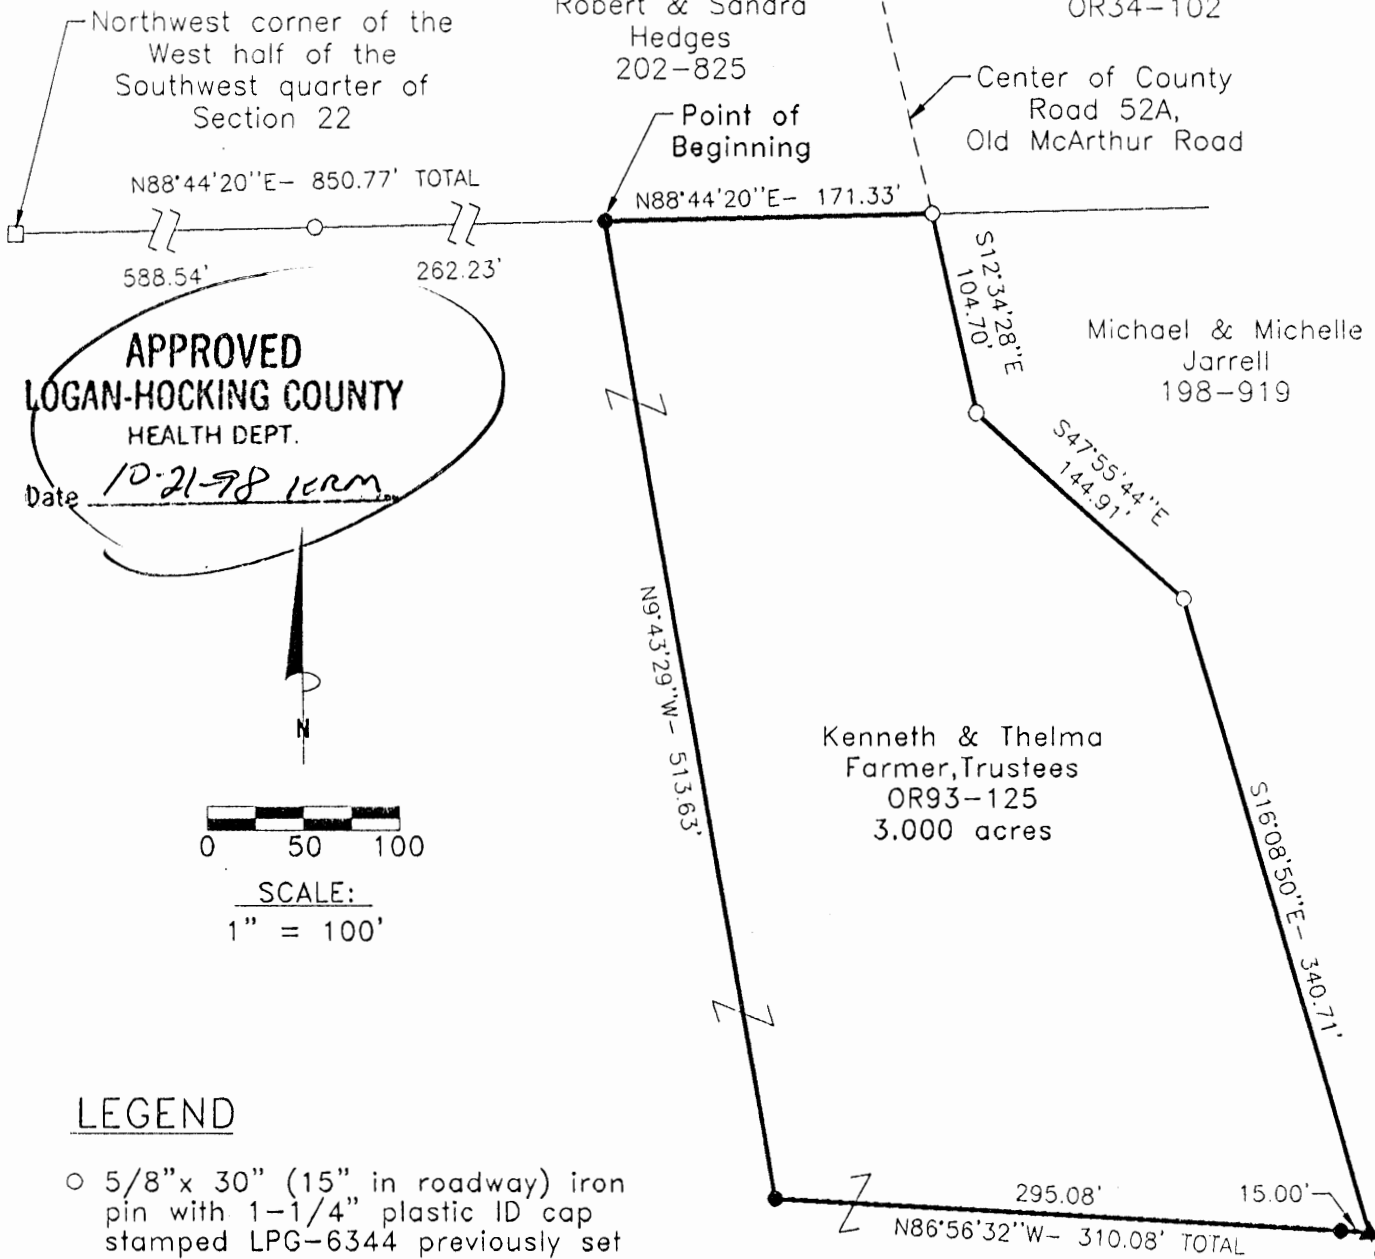 Northwest corner of the
West half of the
Southwest quarter of
Section 22
Robert & Sandra
Hedges
202-825
OR34-102
Center of County
Road 52A,
Old McArthur Road
Point of
Beginning
N88°44'20"E- 850.77' TOTAL
N88°44'20"E- 171.33'
588.54'
262.23'
S12°34'28"E
104.70'
APPROVED
LOGAN-HOCKING COUNTY
HEALTH DEPT.
Date 10-21-98
Michael & Michelle
Jarrell
198-919
S47°55'44"E
144.91'
N9°43'29"W- 513.63'
N
Kenneth & Thelma
Farmer,Trustees
OR93-125
3.000 acres
S16°08'50"E- 340.71'
0 50 100
SCALE:
1" = 100'
LEGEND
5/8"x 30" (15" in roadway) iron
pin with 1-1/4" plastic ID cap
stamped LPG-6344 previously set
295.08'
15.00'
N86°56'32"W- 310.08' TOTAL